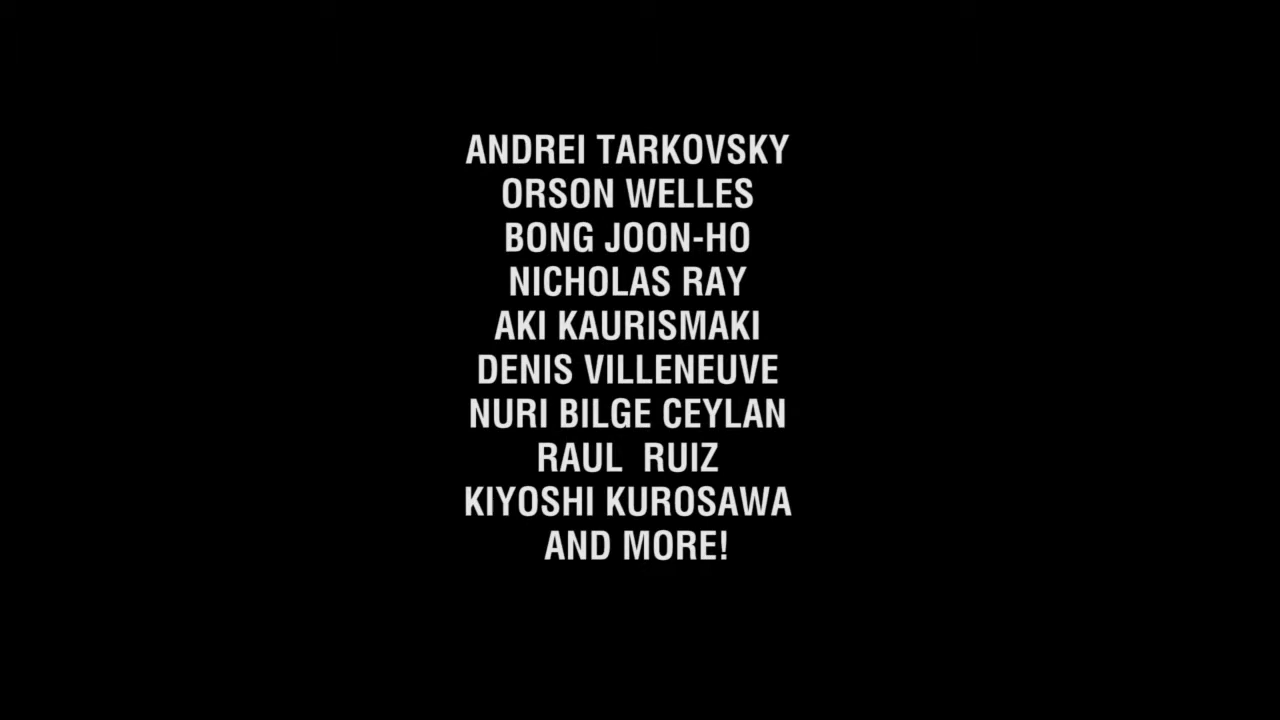 ANDREI TARKOVSKY
ORSON WELLES
BONG JOON-HO
NICHOLAS RAY
AKI KAURISMAKI
DENIS VILLENEUVE
NURI BILGE CEYLAN
RAUL  RUIZ
KIYOSHI KUROSAWA
AND MORE!